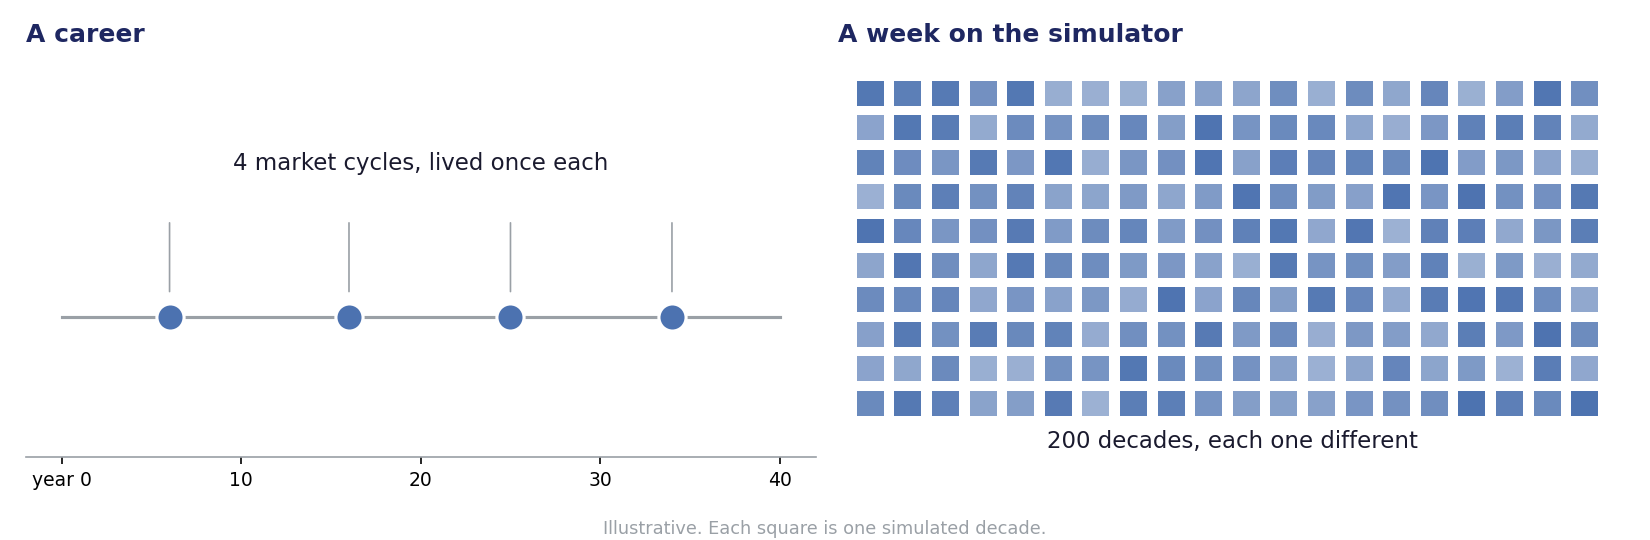 A career
4 market cycles, lived once each
year 0 10 20 30 40
A week on the simulator
200 decades, each one different
Illustrative. Each square is one simulated decade.